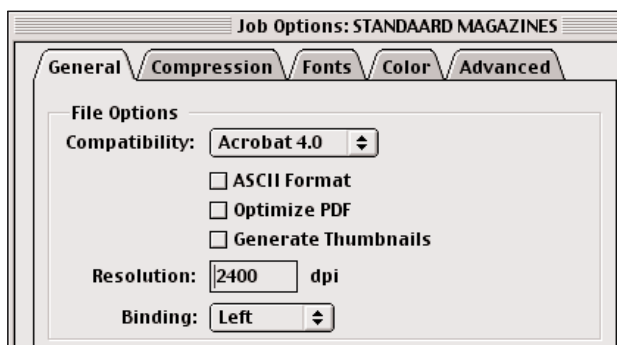 Job Options: STANDAARD MAGAZINES
General Compression Fonts Color Advanced
File Options
Compatibility: Acrobat 4.0
ASCII Format
Optimize PDF
Generate Thumbnails
Resolution: 2400 dpi
Binding: Left